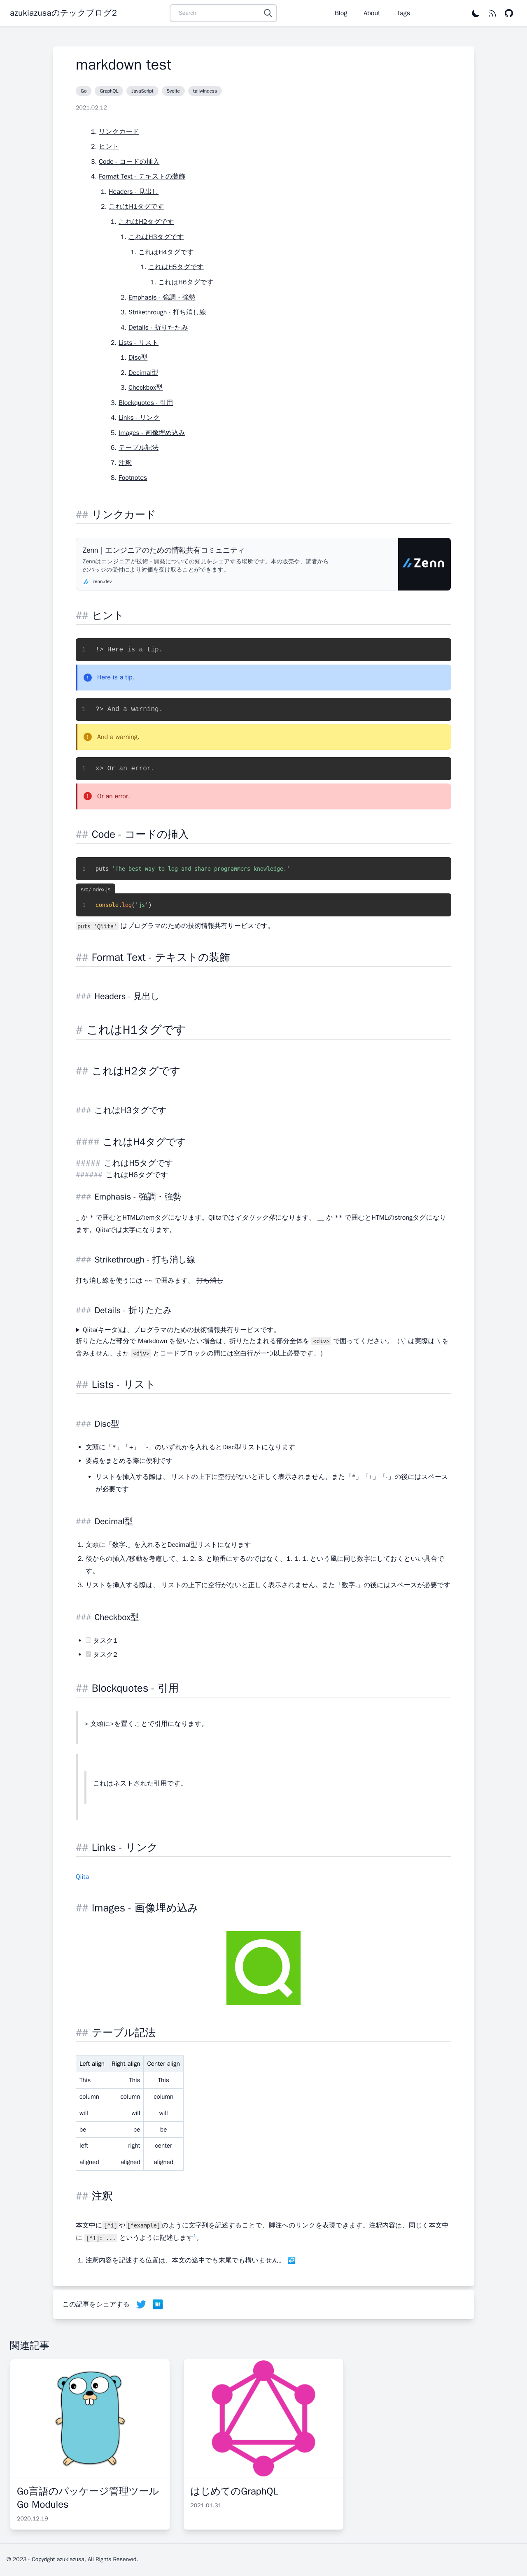 azukiazusaのテックブログ2
Search
Blog
About
Tags
markdown test
Go
GraphQL
JavaScript
Svelte
tailwindcss
2021.02.12
1. リンクカード
2. ヒント
3. Code - コードの挿入
4. Format Text - テキストの装飾
1. Headers - 見出し
2. これはH1タグです
1. これはH2タグです
1. これはH3タグです
1. これはH4タグです
1. これはH5タグです
1. これはH6タグです
2. Emphasis - 強調・強勢
3. Strikethrough - 打ち消し線
4. Details - 折りたたみ
2. Lists - リスト
1. Disc型
2. Decimal型
3. Checkbox型
3. Blockquotes - 引用
4. Links - リンク
5. Images - 画像埋め込み
6. テーブル記法
7. 注釈
8. Footnotes
## リンクカード
Zenn｜エンジニアのための情報共有コミュニティ
Zennはエンジニアが技術・開発についての知見をシェアする場所です。本の販売や、読者から
のバッジの受付により対価を受け取ることができます。
zenn.dev
Zenn
## ヒント
1 !> Here is a tip.
Here is a tip.
1 ?> And a warning.
And a warning.
1 x> Or an error.
Or an error.
## Code - コードの挿入
1 puts 'The best way to log and share programmers knowledge.'
src/index.js
1 console.log('js')
puts 'Qiita' はプログラマのための技術情報共有サービスです。
## Format Text - テキストの装飾
### Headers - 見出し
# これはH1タグです
## これはH2タグです
### これはH3タグです
#### これはH4タグです
##### これはH5タグです
###### これはH6タグです
### Emphasis - 強調・強勢
_ か * で囲むとHTMLのemタグになります。Qiitaではイタリック体になります。 __ か ** で囲むとHTMLのstrongタグになり
ます。Qiitaでは太字になります。
### Strikethrough - 打ち消し線
打ち消し線を使うには ~~ で囲みます。 打ち消し
### Details - 折りたたみ
▶ Qiita(キータ)は、プログラマのための技術情報共有サービスです。
折りたたんだ部分で Markdown を使いたい場合は、折りたたまれる部分全体を <div> で囲ってください。（\` は実際は \ を
含みません。また <div> とコードブロックの間には空白行が一つ以上必要です。）
## Lists - リスト
### Disc型
• 文頭に「*」「+」「-」のいずれかを入れるとDisc型リストになります
• 要点をまとめる際に便利です
• リストを挿入する際は、 リストの上下に空行がないと正しく表示されません。また「*」「+」「-」の後にはスペース
が必要です
### Decimal型
1. 文頭に「数字.」を入れるとDecimal型リストになります
2. 後からの挿入/移動を考慮して、1. 2. 3. と順番にするのではなく、1. 1. 1. という風に同じ数字にしておくといい具合で
す。
3. リストを挿入する際は、 リストの上下に空行がないと正しく表示されません。また「数字.」の後にはスペースが必要です
### Checkbox型
• タスク1
• タスク2
## Blockquotes - 引用
> 文頭に>を置くことで引用になります。
これはネストされた引用です。
## Links - リンク
Qiita
## Images - 画像埋め込み
## テーブル記法
Left align Right align Center align
This This This
column column column
will will will
be be be
left right center
aligned aligned aligned
## 注釈
本文中に[^1]や[^example]のように文字列を記述することで、脚注へのリンクを表現できます。注釈内容は、同じく本文中
に [^1]: ... というように記述します1。
1. 注釈内容を記述する位置は、本文の途中でも末尾でも構いません。 ↩
この記事をシェアする
B!
関連記事
Go言語のパッケージ管理ツール
Go Modules
2020.12.19
はじめてのGraphQL
2021.01.31
© 2023 - Copyright azukiazusa, All Rights Reserved.